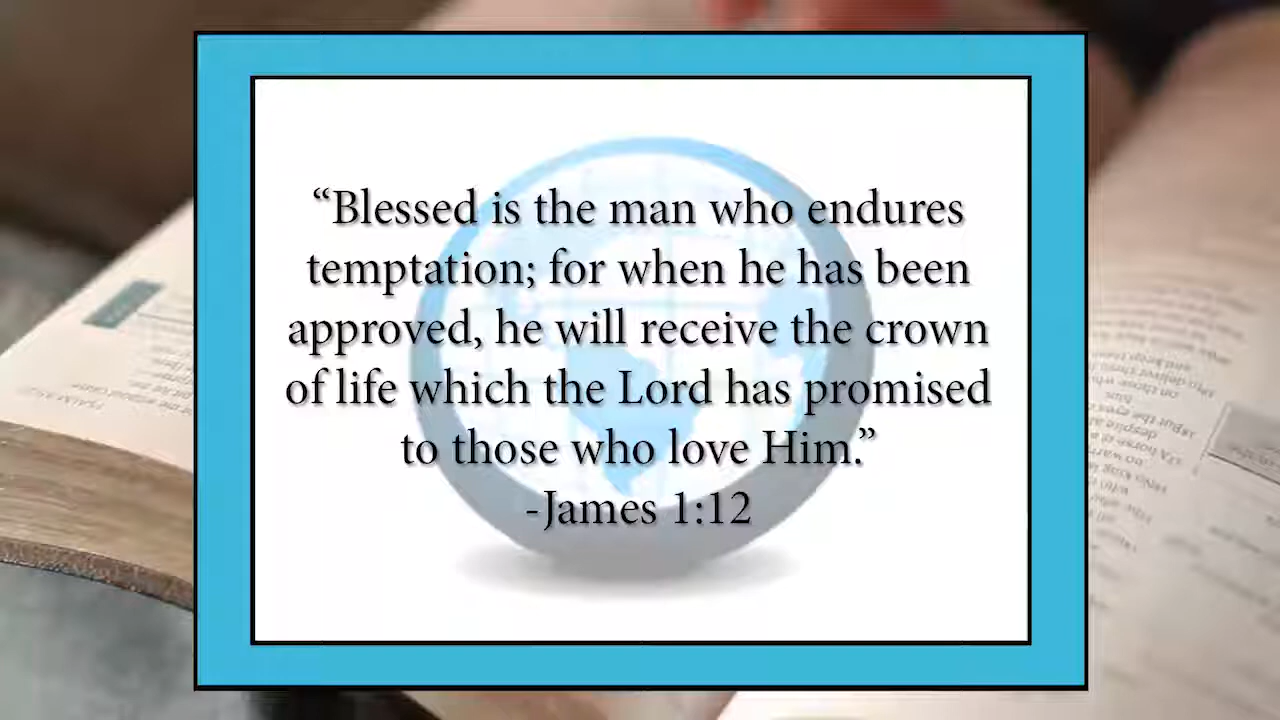 “Blessed is the man who endures
temptation; for when he has been
approved, he will receive the crown
of life which the Lord has promised
to those who love Him.”
-James 1:12